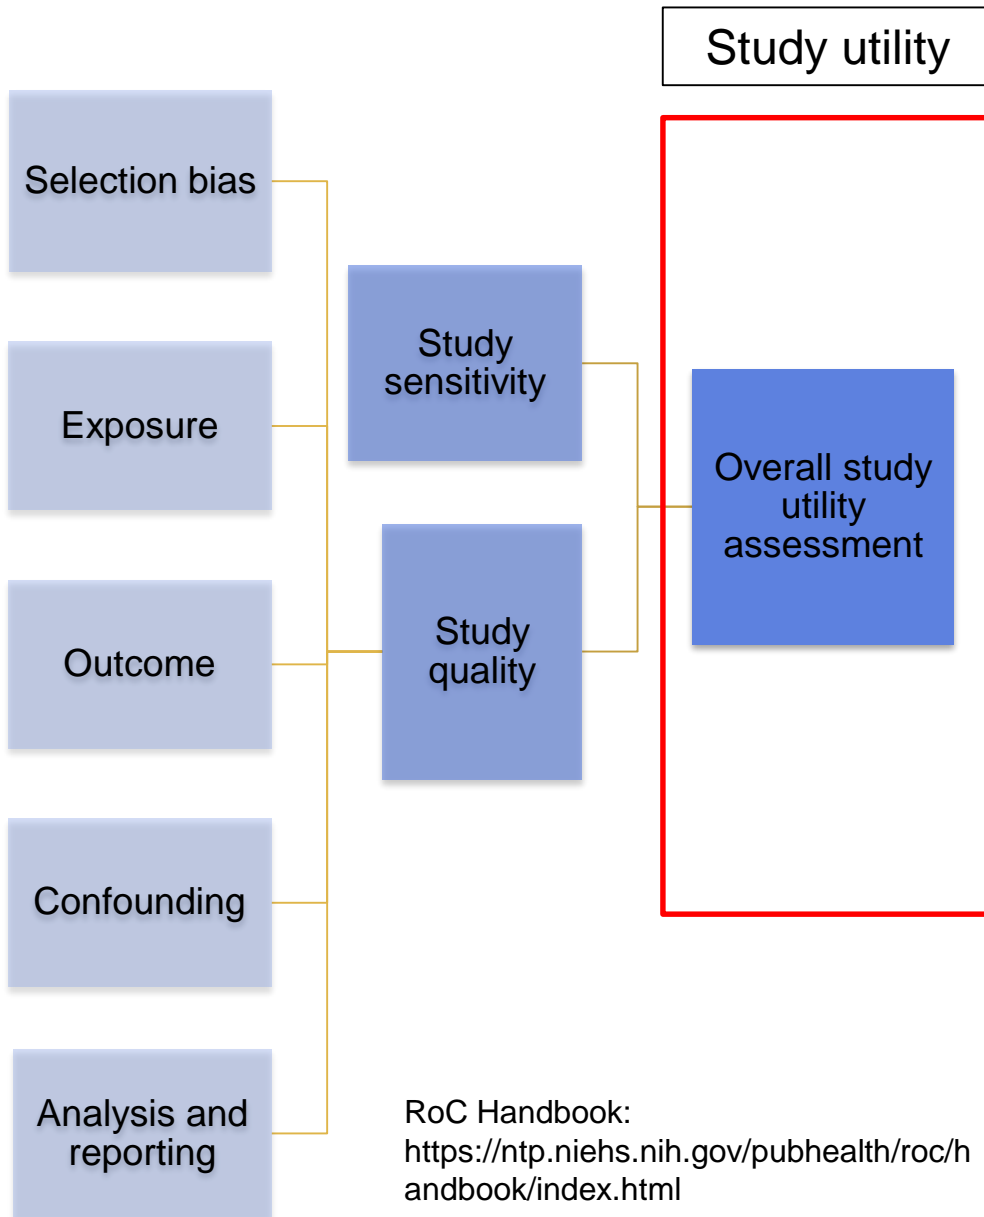 Study utility
Selection bias
Study
sensitivity
Exposure
Overall study
utility
assessment
Study
quality
Outcome
Confounding
Analysis and
reporting
RoC Handbook:
https://ntp.niehs.nih.gov/pubhealth/roc/h
andbook/index.html